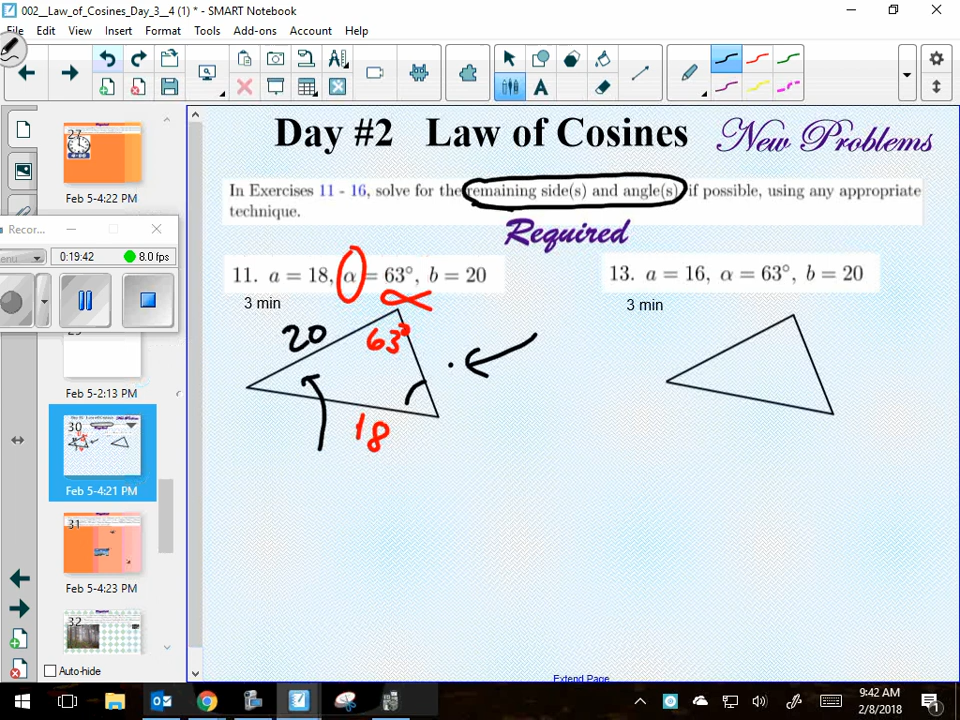 002__Law_of_Cosines_Day_3__4 (1) * - SMART Notebook
File Edit View Insert Format Tools Add-ons Account Help
27
Feb 5-4:22 PM
Recor...
Menu
0:19:42 8.0 fps
Feb 5-2:13 PM
30
Feb 5-4:21 PM
31
Feb 5-4:23 PM
32
Auto-hide
Day #2 Law of Cosines New Problems
In Exercises 11 - 16, solve for the remaining side(s) and angle(s) if possible, using any appropriate
technique.
Required
11. a = 18, α = 63°, b = 20
13. a = 16, α = 63°, b = 20
3 min
3 min
α
20
63°
18
Extend Page
9:42 AM
2/8/2018
1